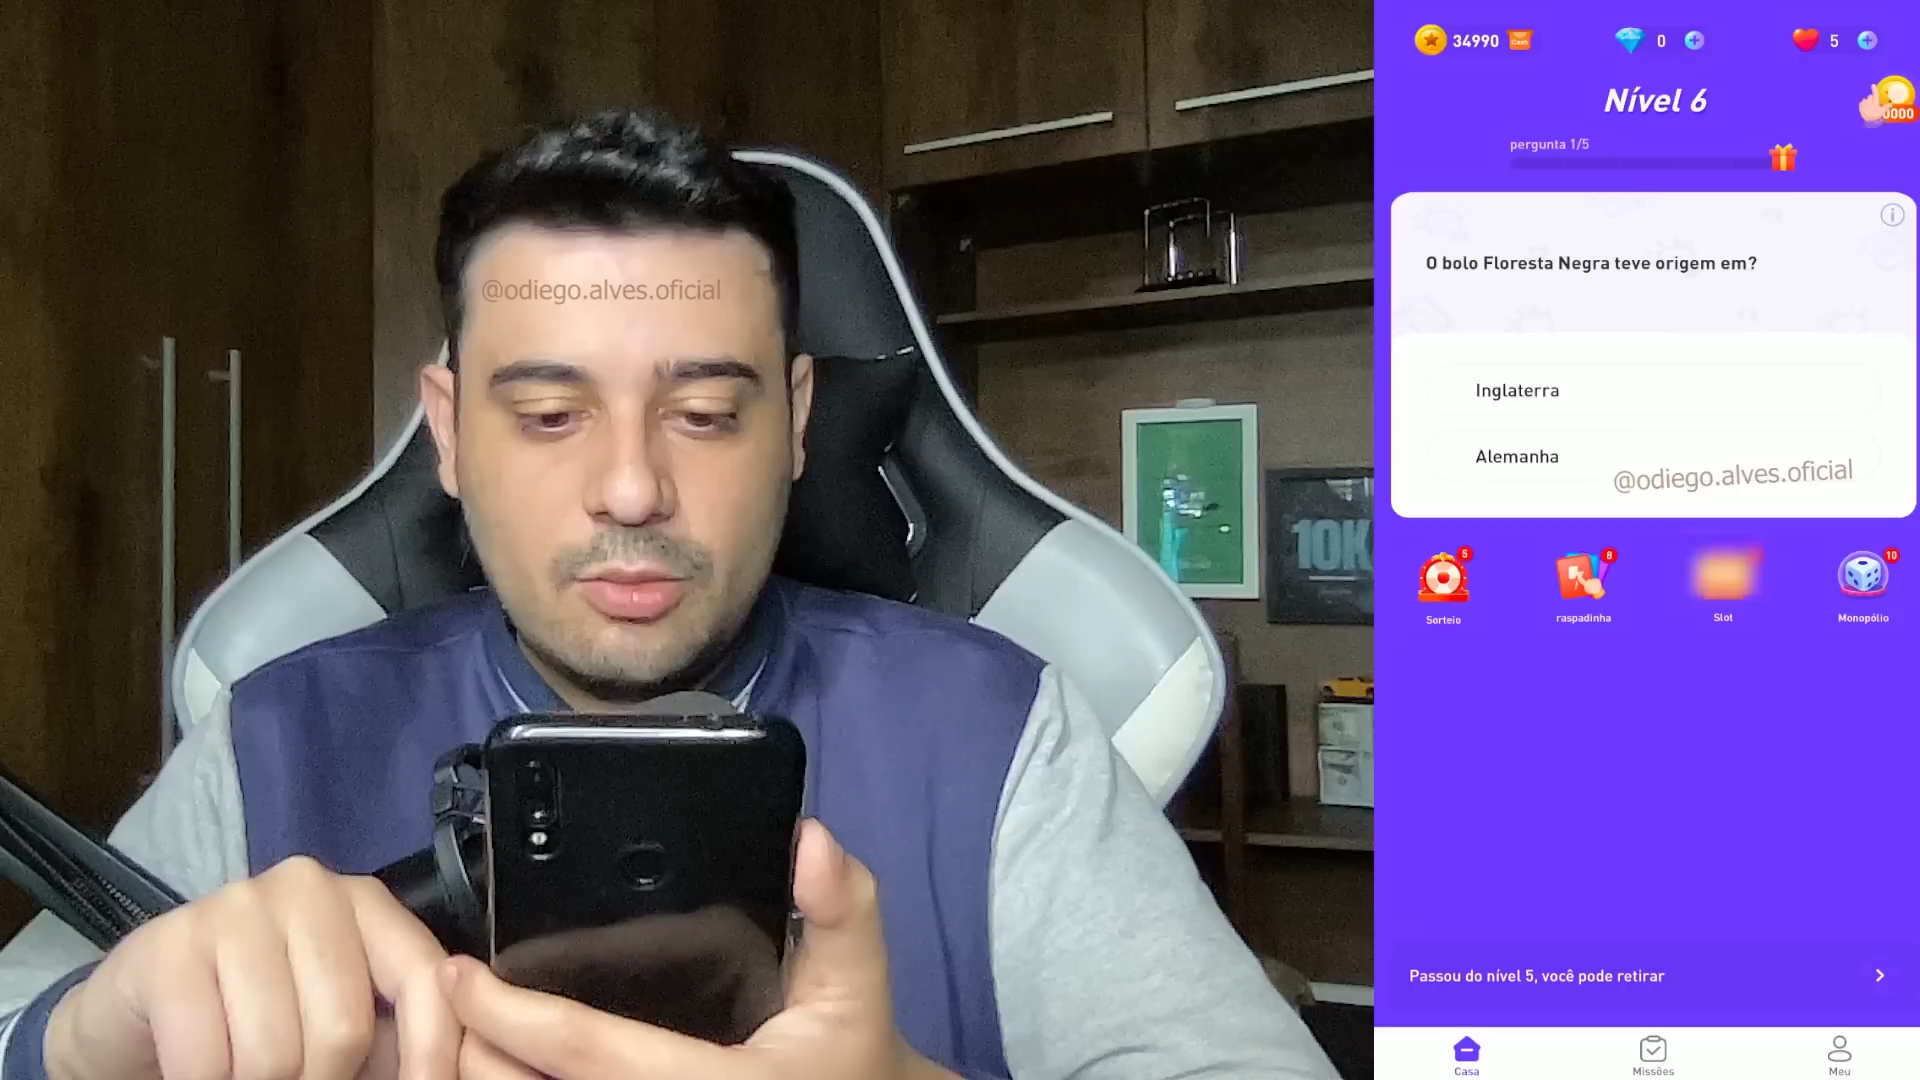 34990
Cash
0
5
Nível 6
0000
pergunta 1/5
O bolo Floresta Negra teve origem em?
@odiego.alves.oficial
Inglaterra
Alemanha
@odiego.alves.oficial
10K
5
8
10
Sorteio
raspadinha
Slot
Monopólio
Passou do nível 5, você pode retirar
Casa
Missões
Meu